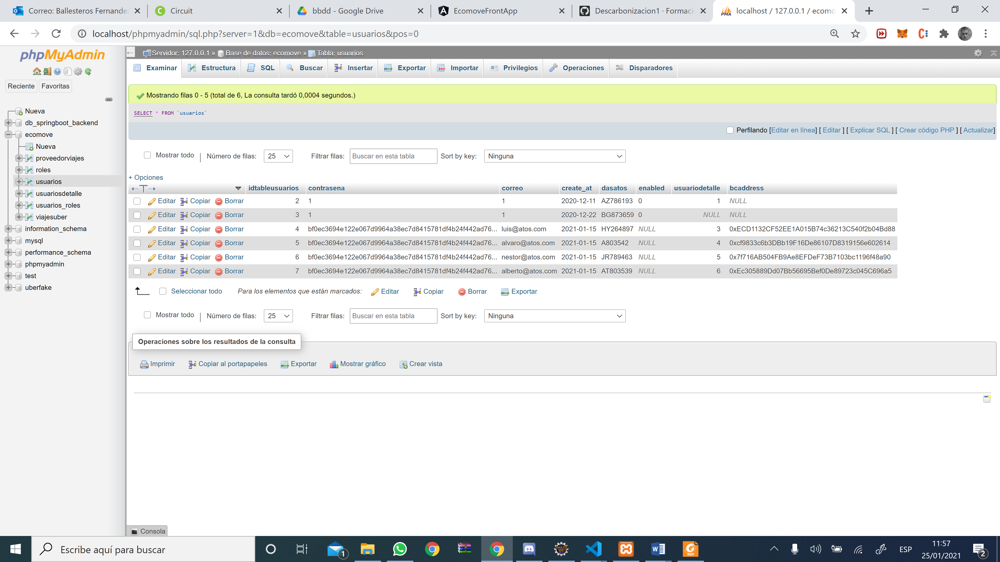 Correo: Ballesteros Fernandez
Circuit
bbdd - Google Drive
EcomoveFrontApp
Descarbonizacion1 · Formaci
localhost / 127.0.0.1 / ecomo
localhost/phpmyadmin/sql.php?server=1&db=ecomove&table=usuarios&pos=0
phpMyAdmin
Reciente Favoritas
Nueva
db_springboot_backend
ecomove
Nueva
proveedorviajes
roles
usuarios
usuariosdetalle
usuarios_roles
viajesuber
information_schema
mysql
performance_schema
phpmyadmin
test
uberfake
Servidor: 127.0.0.1 » Base de datos: ecomove » Tabla: usuarios
Examinar Estructura SQL Buscar Insertar Exportar Importar Privilegios Operaciones Disparadores
Mostrando filas 0 - 5 (total de 6, La consulta tardó 0,0004 segundos.)
SELECT * FROM `usuarios`
Perfilando [Editar en línea] [ Editar ] [ Explicar SQL ] [ Crear código PHP ] [ Actualizar]
Mostrar todo | Número de filas: 25 Filtrar filas: Buscar en esta tabla Sort by key: Ninguna
+ Opciones
←T→ idtableusuarios contrasena correo create_at dasatos enabled usuariodetalle bcaddress
Editar Copiar Borrar 2 1 1 2020-12-11 AZ786193 0 1 NULL
Editar Copiar Borrar 3 1 1 2020-12-22 BG873659 0 NULL NULL
Editar Copiar Borrar 4 bf0ec3694e122e067d9964a38ec7d8415781df4b24f442ad76... luis@atos.com 2021-01-15 HY264897 NULL 3 0xECD1132CF52EE1A015B74c36213C540f2b04Bd88
Editar Copiar Borrar 5 bf0ec3694e122e067d9964a38ec7d8415781df4b24f442ad76... alvaro@atos.com 2021-01-15 A803542 NULL 4 0xcf9833c6b3DBb19F16De86107D8319156e602614
Editar Copiar Borrar 6 bf0ec3694e122e067d9964a38ec7d8415781df4b24f442ad76... nestor@atos.com 2021-01-15 JR789463 NULL 5 0x7f716AB504FB9Ae8EFDeF73B7103bc1196f48a90
Editar Copiar Borrar 7 bf0ec3694e122e067d9964a38ec7d8415781df4b24f442ad76... alberto@atos.com 2021-01-15 AT803539 NULL 6 0xEc305889Dd07Bb56695Bef0De89723c045C696a5
Seleccionar todo Para los elementos que están marcados: Editar Copiar Borrar Exportar
Mostrar todo | Número de filas: 25 Filtrar filas: Buscar en esta tabla Sort by key: Ninguna
Operaciones sobre los resultados de la consulta
Imprimir Copiar al portapapeles Exportar Mostrar gráfico Crear vista
Consola
Escribe aquí para buscar
1
ESP
11:57
25/01/2021
2